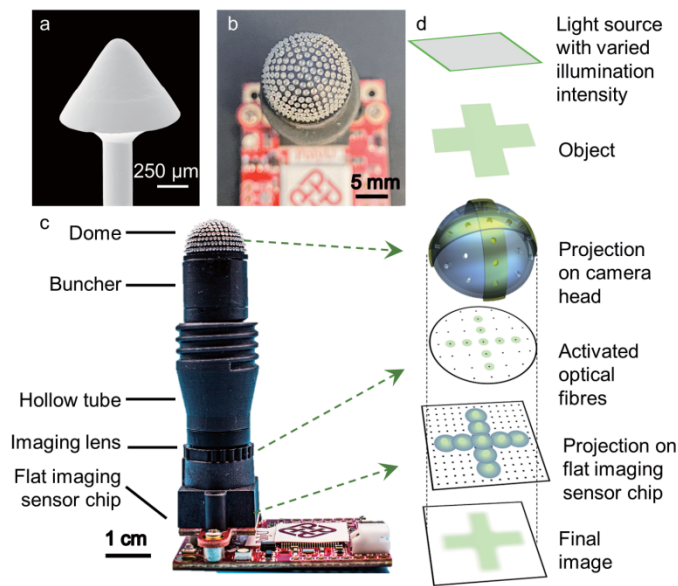 a
250 µm
b
5 mm
c
Dome
Buncher
Hollow tube
Imaging lens
Flat imaging
sensor chip
1 cm
d
Light source
with varied
illumination
intensity
Object
Projection
on camera
head
Activated
optical
fibres
Projection on
flat imaging
sensor chip
Final
image